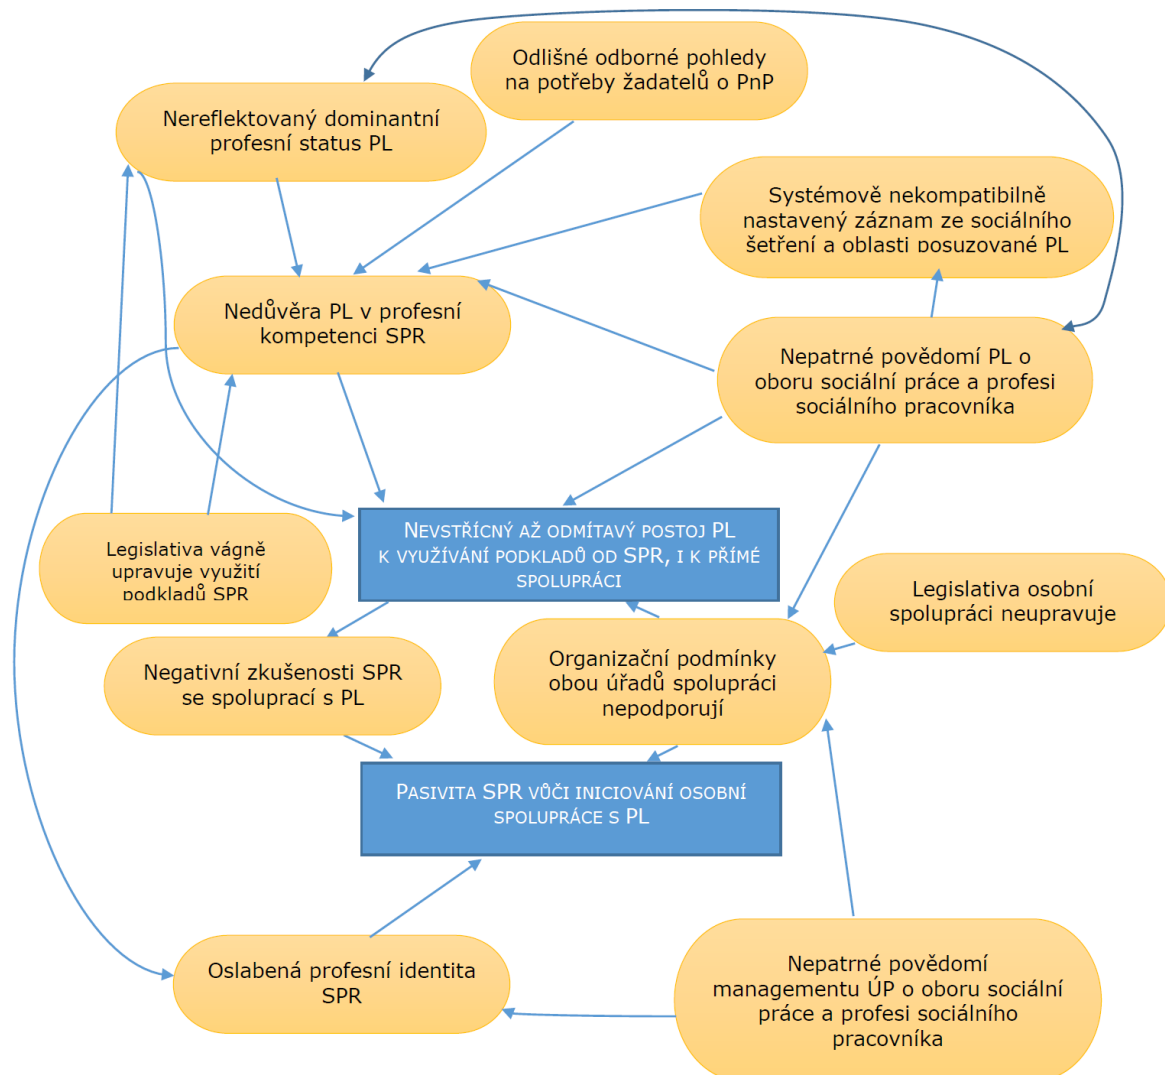 Odlišné odborné pohledy
na potřeby žadatelů o PnP
Nereflektovaný dominantní
profesní status PL
Systémově nekompatibilně
nastavený záznam ze sociálního
šetření a oblasti posuzované PL
Nedůvěra PL v profesní
kompetenci SPR
Nepatrné povědomí PL o
oboru sociální práce a profesi
sociálního pracovníka
Legislativa vágně
upravuje využití
podkladů SPR
NEVSTŘÍCNÝ AŽ ODMÍTAVÝ POSTOJ PL
K VYUŽÍVÁNÍ PODKLADŮ OD SPR, I K PŘÍMÉ
SPOLUPRÁCI
Legislativa osobní
spolupráci neupravuje
Negativní zkušenosti SPR
se spoluprací s PL
Organizační podmínky
obou úřadů spolupráci
nepodporují
PASIVITA SPR VŮČI INICIOVÁNÍ OSOBNÍ
SPOLUPRÁCE S PL
Oslabená profesní identita
SPR
Nepatrné povědomí
managementu ÚP o oboru sociální
práce a profesi sociálního
pracovníka